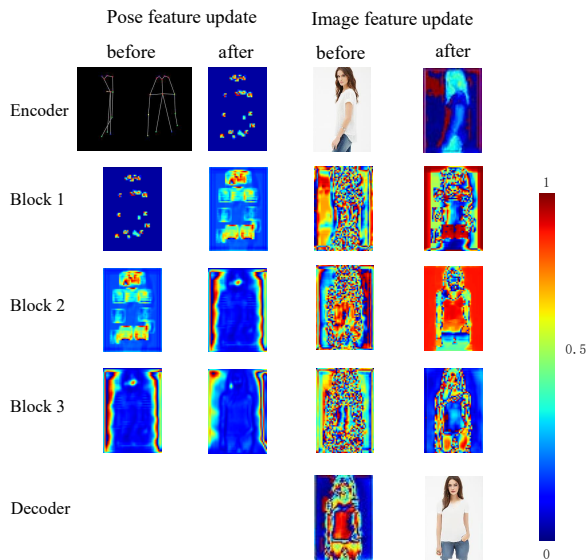 Pose feature update Image feature update
before after before after
Encoder
Block 1
1
Block 2
0.5
Block 3
Decoder
0